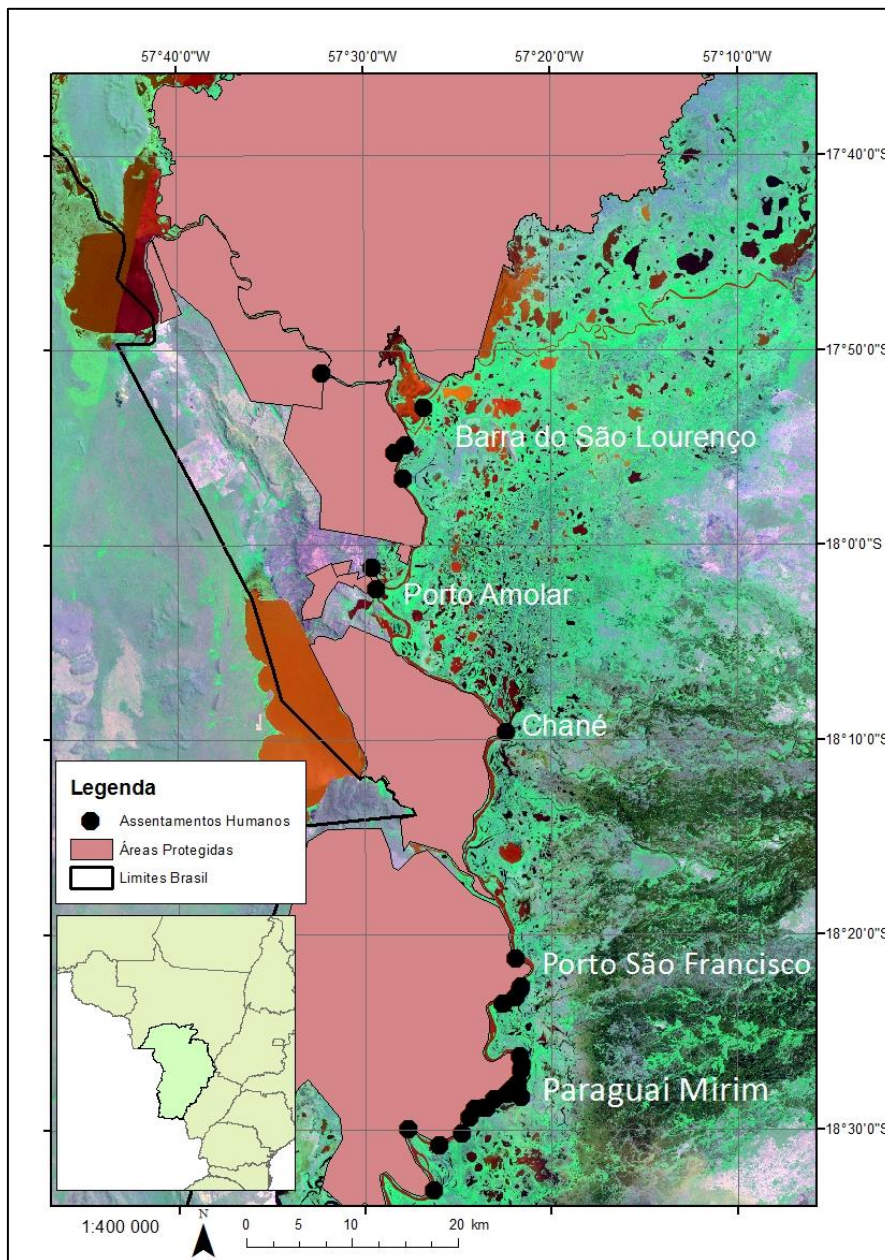 57°40'0"W 57°30'0"W 57°20'0"W 57°10'0"W
17°40'0"S
17°50'0"S
Barra do São Lourenço
18°0'0"S
Porto Amolar
Chané
18°10'0"S
Legenda
Assentamentos Humanos
Áreas Protegidas
Limites Brasil
18°20'0"S
Porto São Francisco
Paraguai Mirim
18°30'0"S
1:400 000
N
0 5 10 20 km